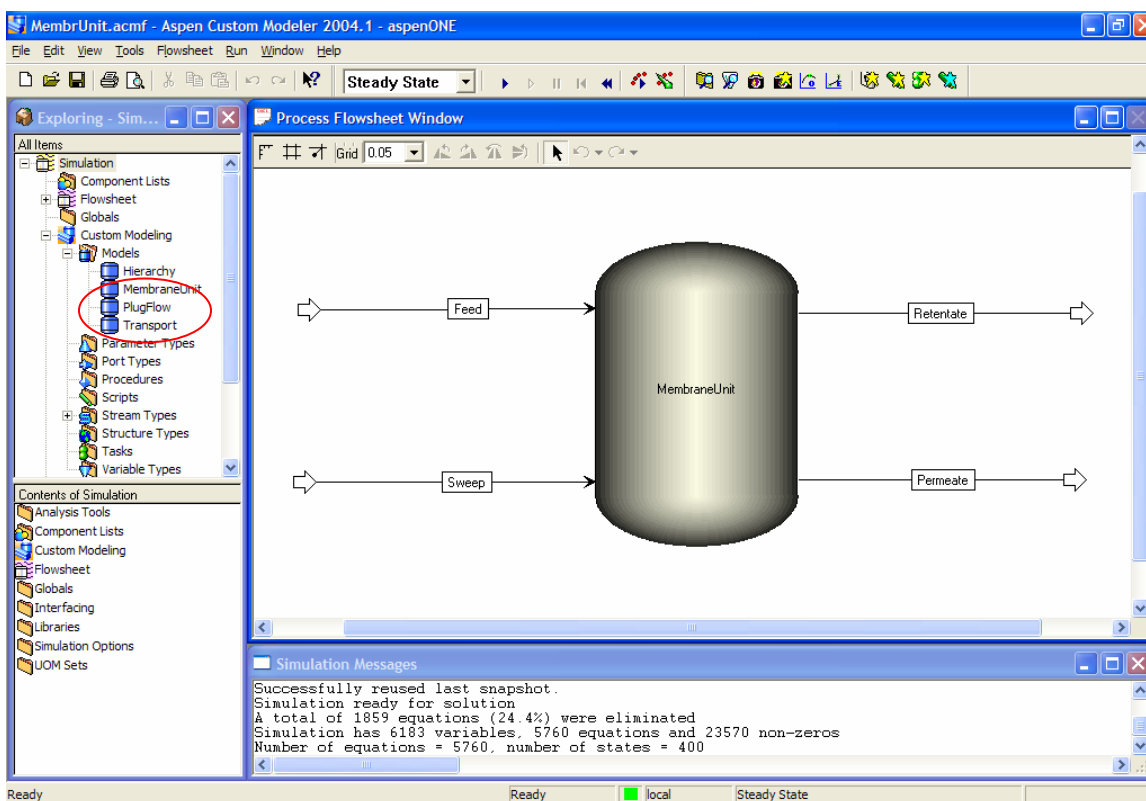 MembrUnit.acmf - Aspen Custom Modeler 2004.1 - aspenONE
File Edit View Tools Flowsheet Run Window Help
Steady State
Exploring - Sim...
All Items
Simulation
Component Lists
Flowsheet
Globals
Custom Modeling
Models
Hierarchy
MembraneUnit
PlugFlow
Transport
Parameter Types
Port Types
Procedures
Scripts
Stream Types
Structure Types
Tasks
Variable Types
Contents of Simulation
Analysis Tools
Component Lists
Custom Modeling
Flowsheet
Globals
Interfacing
Libraries
Simulation Options
UOM Sets
Process Flowsheet Window
Grid 0.05
Feed
Retentate
MembraneUnit
Sweep
Permeate
Simulation Messages
Successfully reused last snapshot.
Simulation ready for solution
A total of 1859 equations (24.4%) were eliminated
Simulation has 6183 variables, 5760 equations and 23570 non-zeros
Number of equations = 5760, number of states = 400
Ready Ready local Steady State